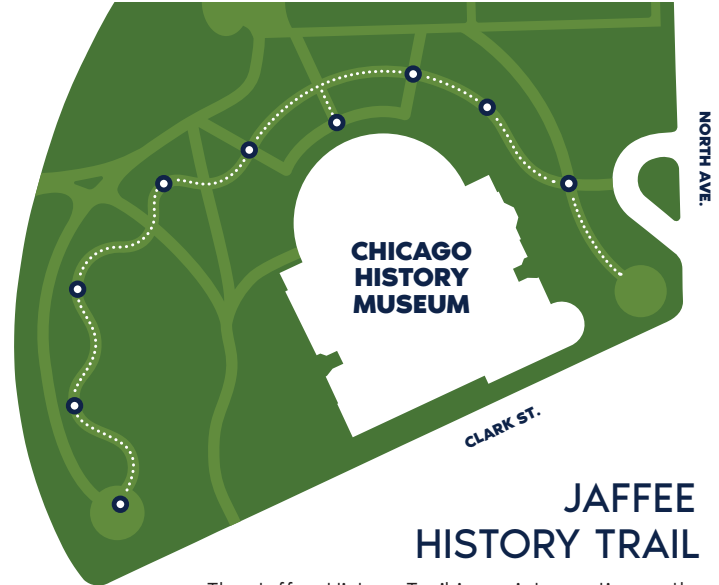 NORTH AVE.
CHICAGO
HISTORY
MUSEUM
CLARK ST.
JAFFEE
HISTORY TRAIL